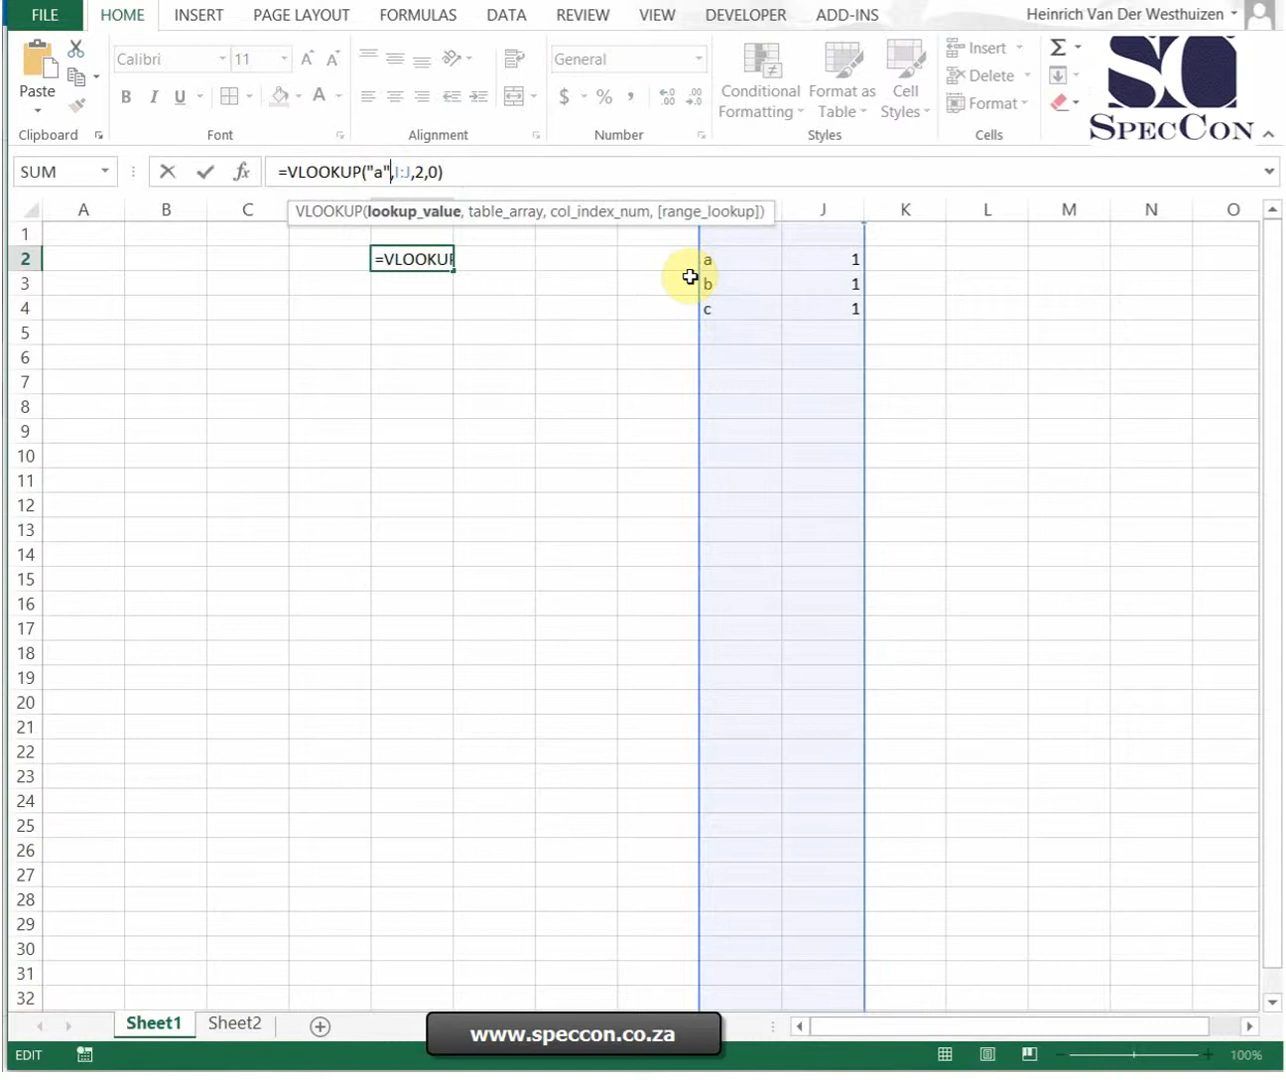 FILE HOME INSERT PAGE LAYOUT FORMULAS DATA REVIEW VIEW DEVELOPER ADD-INS Heinrich Van Der Westhuizen
Paste
Calibri 11
B I U A
General
$ % ,
Conditional Formatting
Format as Table
Cell Styles
Insert
Delete
Format
Σ
SC
SPECCON
Clipboard Font Alignment Number Styles Cells
SUM fx =VLOOKUP("a",I:J,2,0)
VLOOKUP(lookup_value, table_array, col_index_num, [range_lookup])
A B C J K L M N O
1
2 =VLOOKUP a 1
3 b 1
4 c 1
5
6
7
8
9
10
11
12
13
14
15
16
17
18
19
20
21
22
23
24
25
26
27
28
29
30
31
32
Sheet1 Sheet2
www.speccon.co.za
EDIT 100%